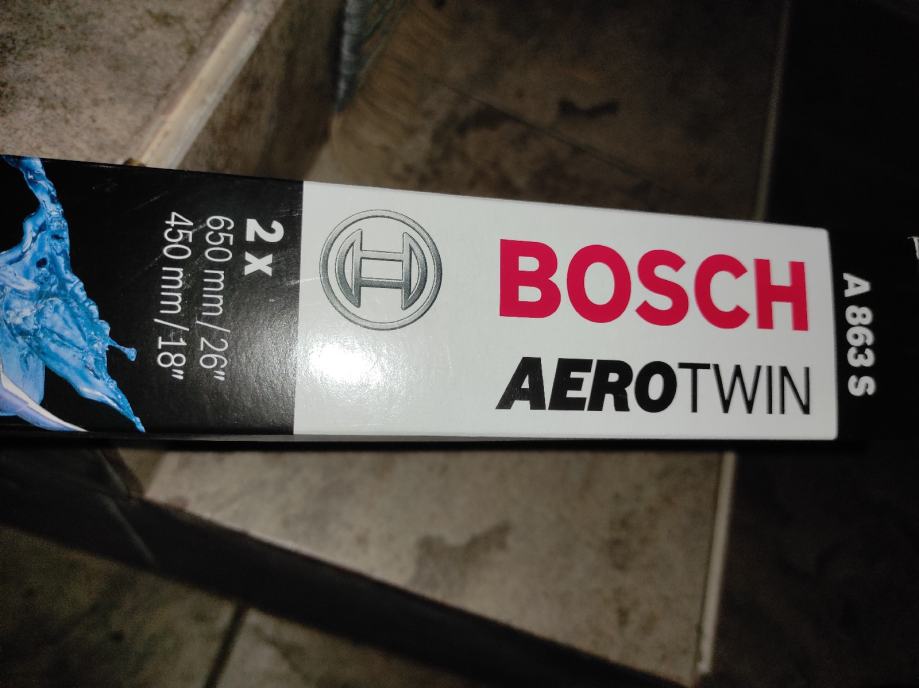 BOSCH
AEROTWIN
A 863 S
2 x
650 mm / 26"
450 mm / 18"